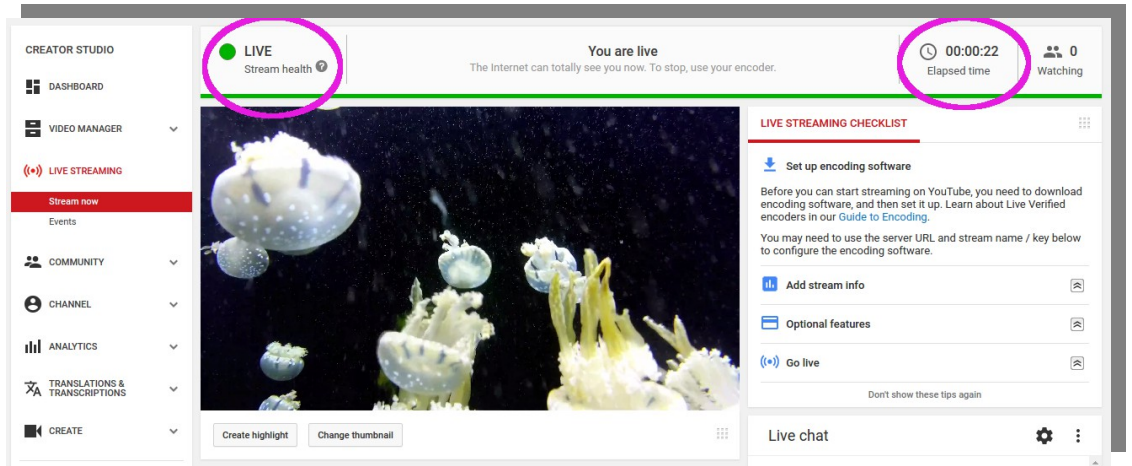 CREATOR STUDIO
DASHBOARD
VIDEO MANAGER
LIVE STREAMING
Stream now
Events
COMMUNITY
CHANNEL
ANALYTICS
TRANSLATIONS &
TRANSCRIPTIONS
CREATE
LIVE
Stream health ?
You are live
The Internet can totally see you now. To stop, use your encoder.
00:00:22
Elapsed time
0
Watching
Create highlight
Change thumbnail
LIVE STREAMING CHECKLIST
Set up encoding software
Before you can start streaming on YouTube, you need to download
encoding software, and then set it up. Learn about Live Verified
encoders in our Guide to Encoding.
You may need to use the server URL and stream name / key below
to configure the encoding software.
Add stream info
Optional features
Go live
Don't show these tips again
Live chat